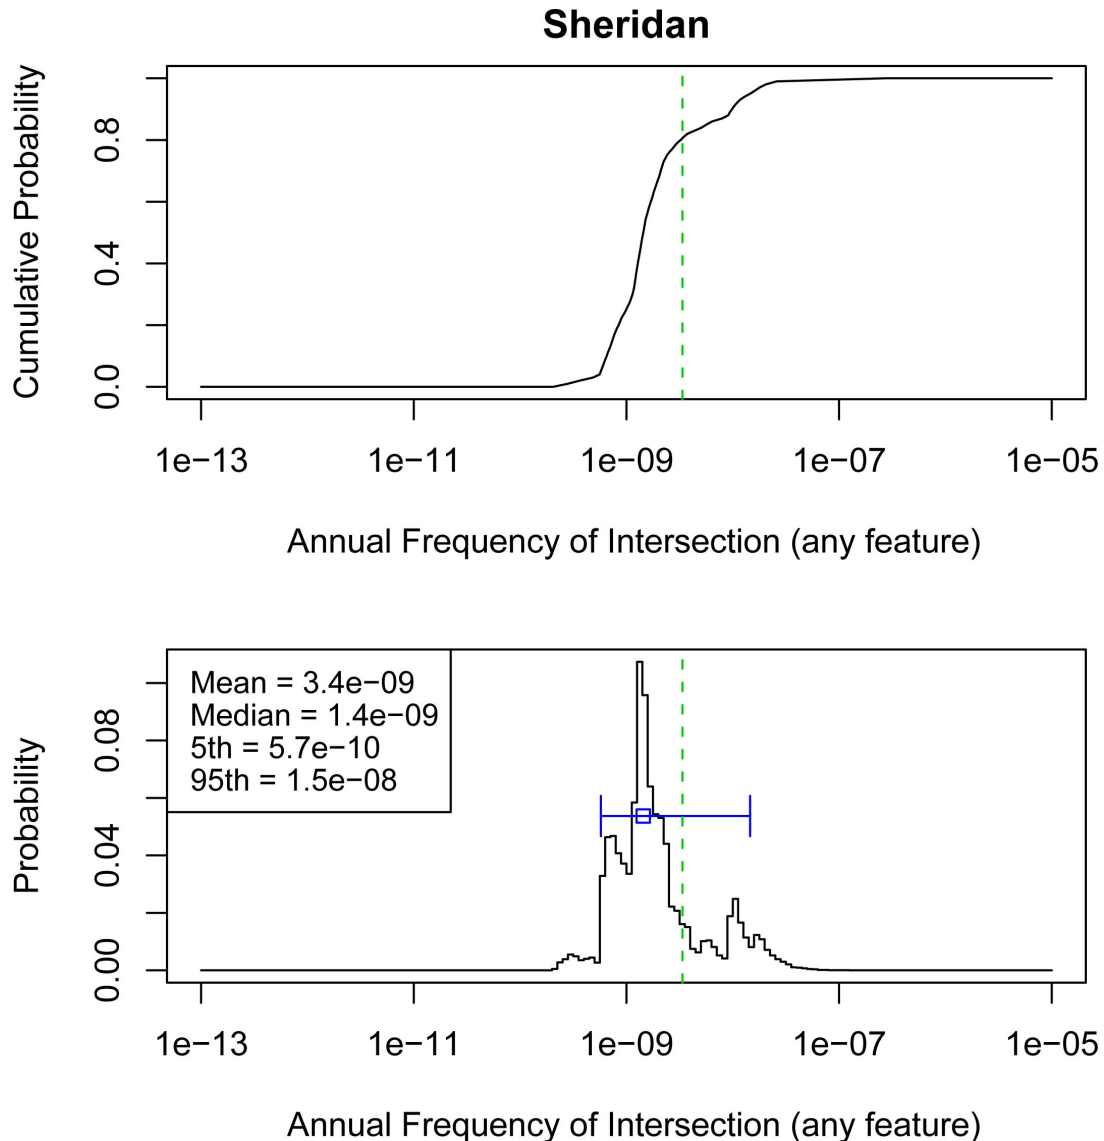 Sheridan
Cumulative Probability
0.8
0.4
0.0
1e−13 1e−11 1e−09 1e−07 1e−05
Annual Frequency of Intersection (any feature)
Mean = 3.4e−09
Median = 1.4e−09
5th = 5.7e−10
95th = 1.5e−08
Probability
0.08
0.04
0.00
1e−13 1e−11 1e−09 1e−07 1e−05
Annual Frequency of Intersection (any feature)